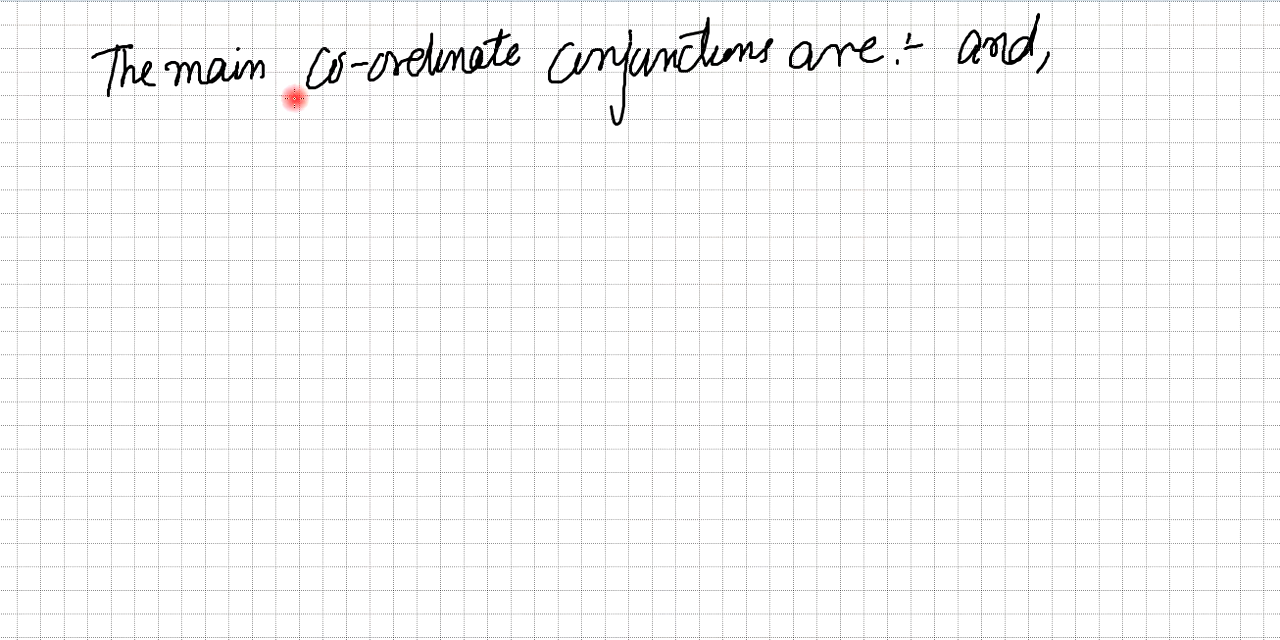 The main co-ordinate conjunctions are :- and,